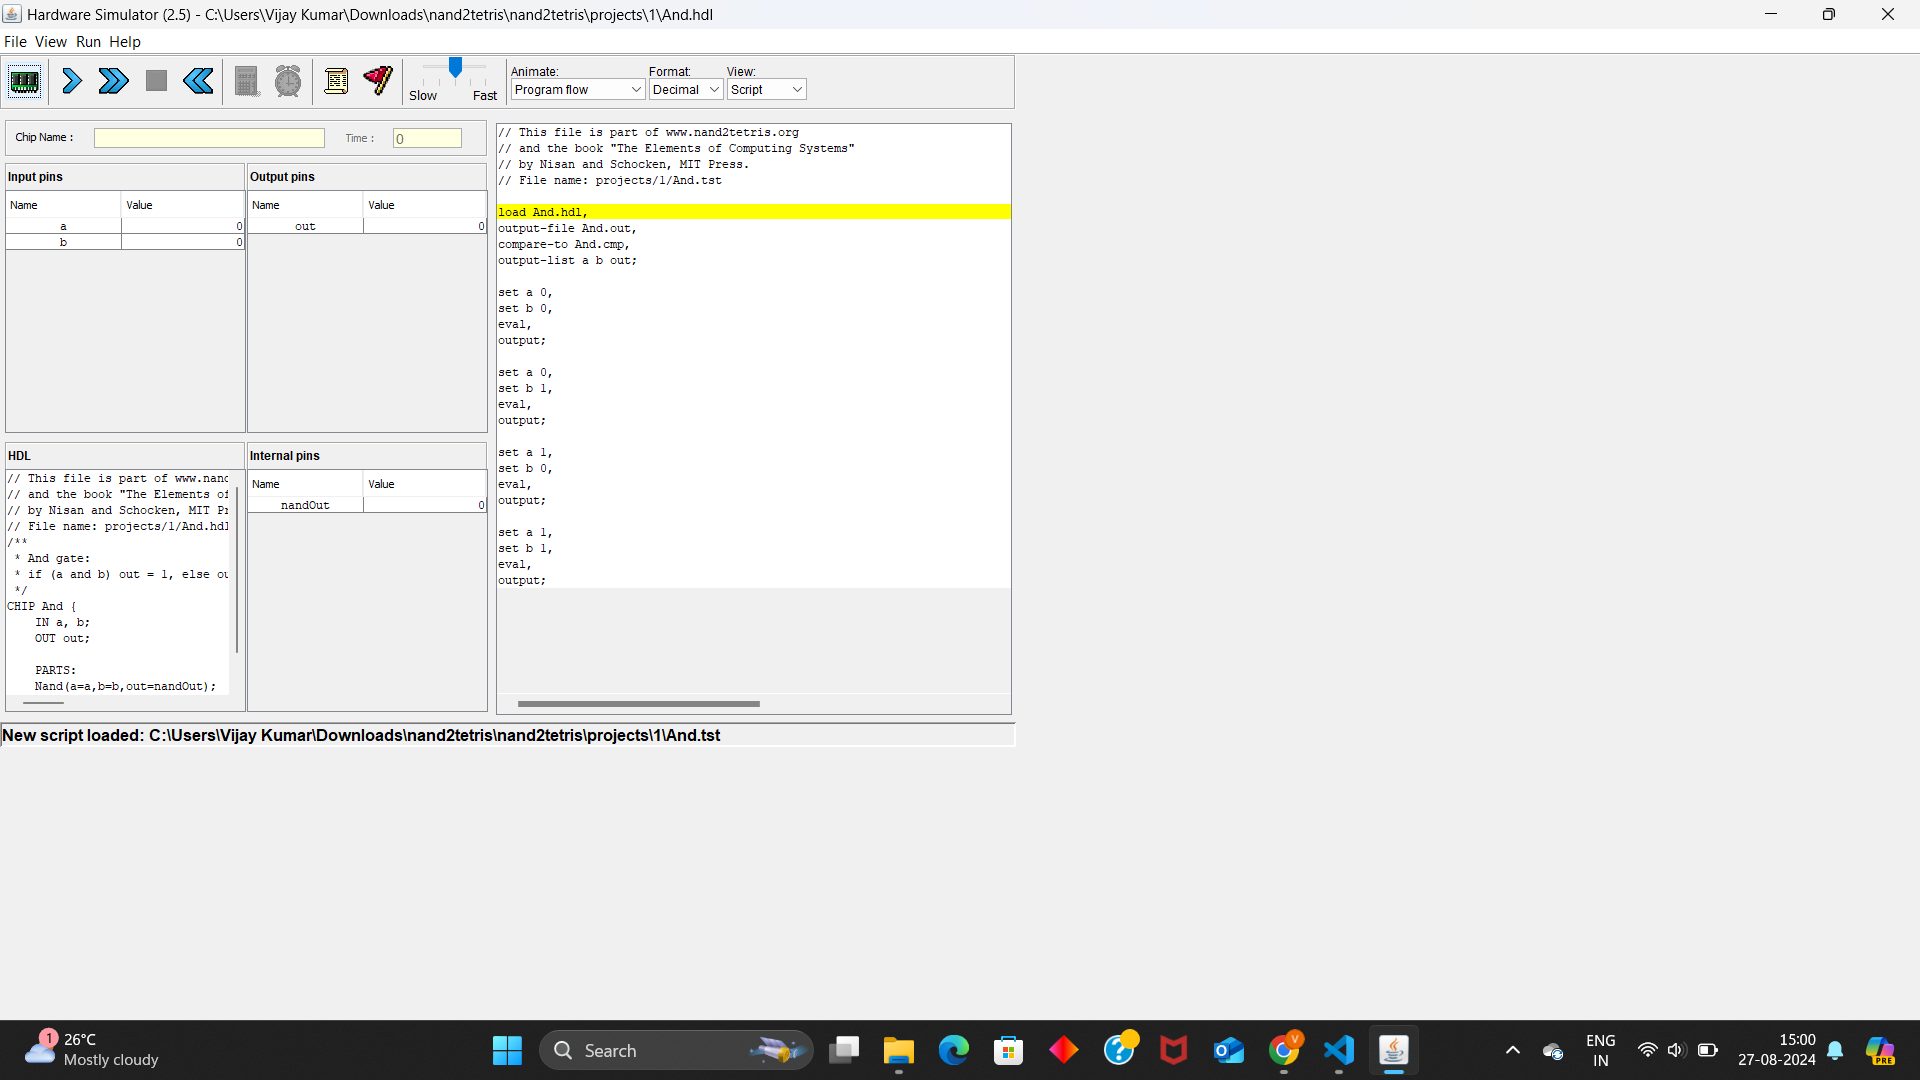 Hardware Simulator (2.5) - C:\Users\Vijay Kumar\Downloads\nand2tetris\nand2tetris\projects\1\And.hdl
File View Run Help
Slow Fast
Animate: Format: View:
Program flow Decimal Script
Chip Name : Time : 0
Input pins
Name Value
a 0
b 0
Output pins
Name Value
out 0
HDL
// This file is part of www.nand
// and the book "The Elements of
// by Nisan and Schocken, MIT Pr
// File name: projects/1/And.hdl
/**
* And gate:
* if (a and b) out = 1, else ou
*/
CHIP And {
IN a, b;
OUT out;
PARTS:
Nand(a=a,b=b,out=nandOut);
Internal pins
Name Value
nandOut 0
// This file is part of www.nand2tetris.org
// and the book "The Elements of Computing Systems"
// by Nisan and Schocken, MIT Press.
// File name: projects/1/And.tst
load And.hdl,
output-file And.out,
compare-to And.cmp,
output-list a b out;
set a 0,
set b 0,
eval,
output;
set a 0,
set b 1,
eval,
output;
set a 1,
set b 0,
eval,
output;
set a 1,
set b 1,
eval,
output;
New script loaded: C:\Users\Vijay Kumar\Downloads\nand2tetris\nand2tetris\projects\1\And.tst
1
26°C
Mostly cloudy
Search
V
ENG
IN
15:00
27-08-2024
PRE